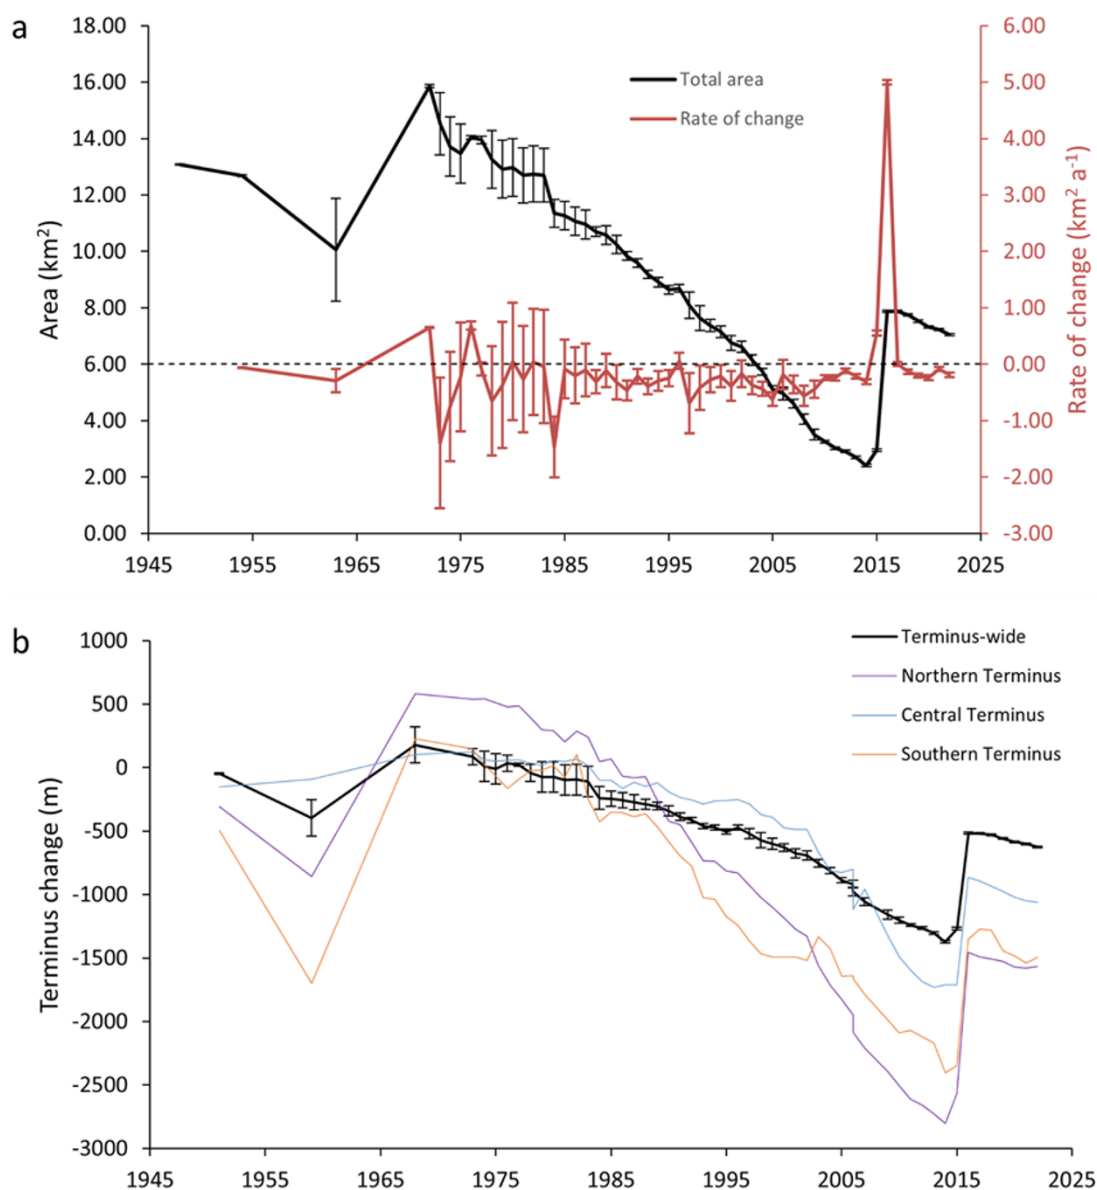 a
18.00
16.00
14.00
12.00
10.00
8.00
6.00
4.00
2.00
0.00
Area (km²)
Total area
Rate of change
6.00
5.00
4.00
3.00
2.00
1.00
0.00
-1.00
-2.00
-3.00
Rate of change (km² a⁻¹)
1945 1955 1965 1975 1985 1995 2005 2015 2025
b
1000
500
0
-500
-1000
-1500
-2000
-2500
-3000
Terminus change (m)
Terminus-wide
Northern Terminus
Central Terminus
Southern Terminus
1945 1955 1965 1975 1985 1995 2005 2015 2025